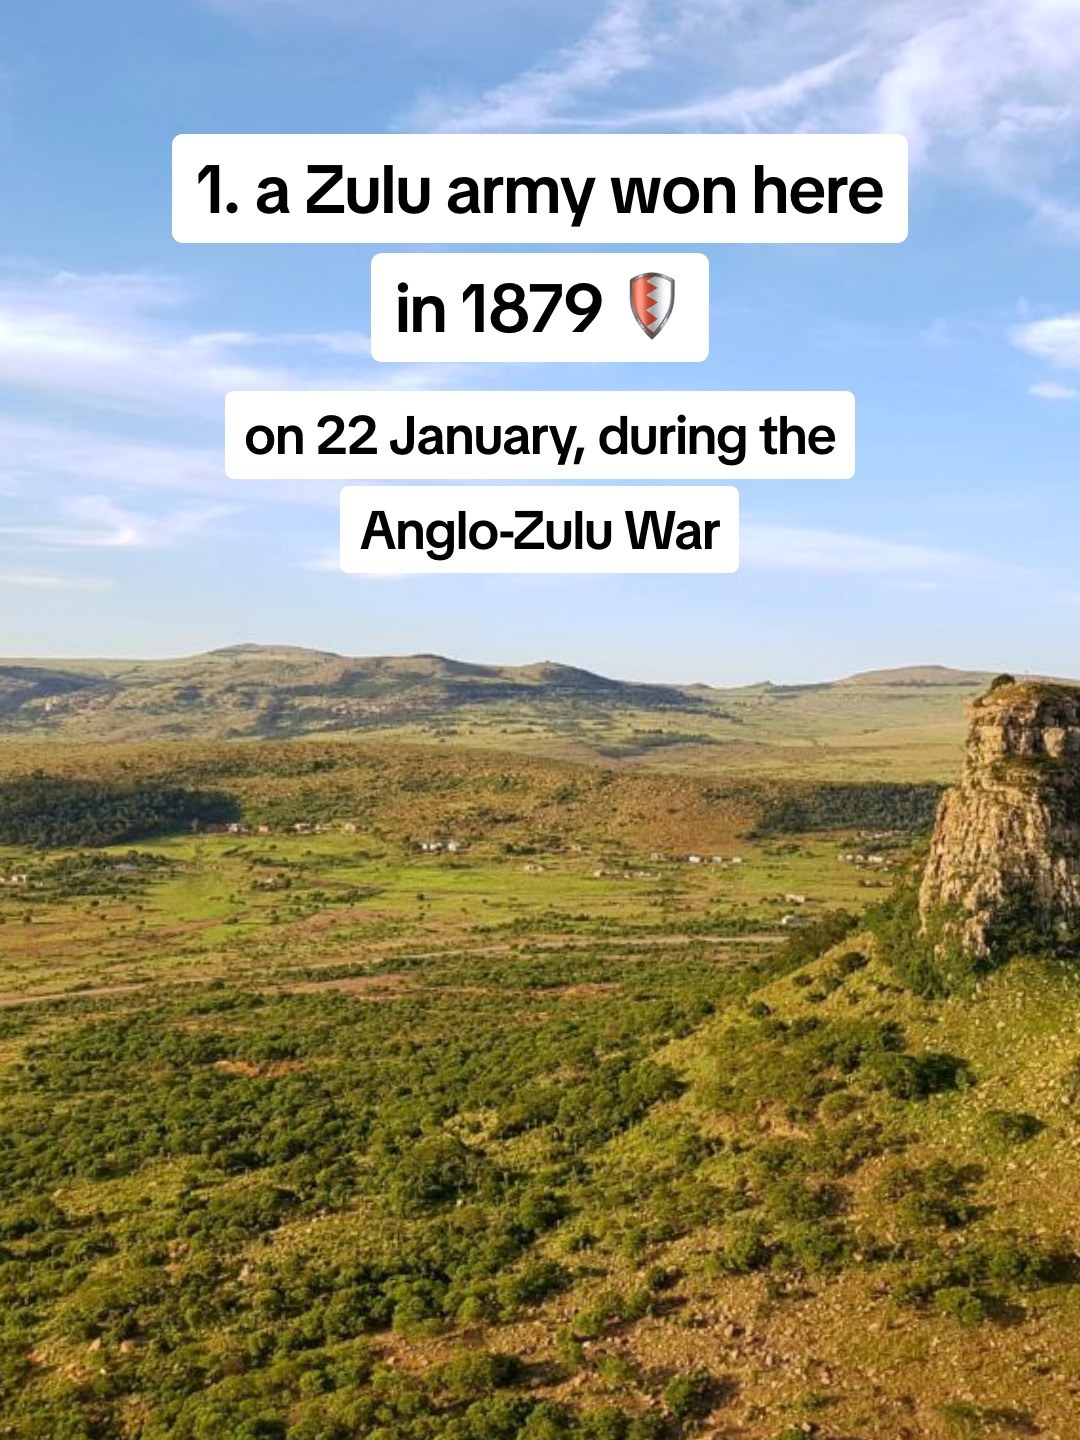 1. a Zulu army won here
in 1879 🛡️
on 22 January, during the
Anglo-Zulu War